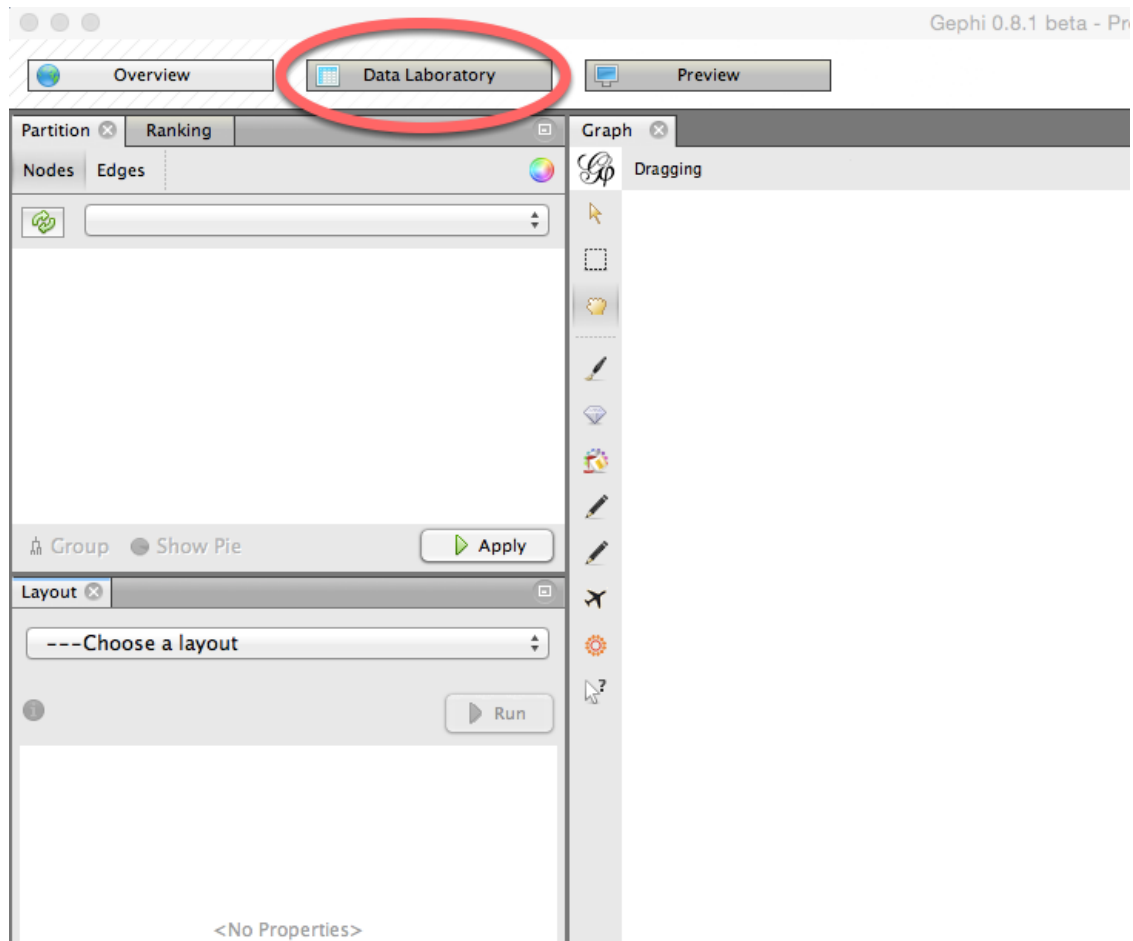 Gephi 0.8.1 beta - Pr
Overview
Data Laboratory
Preview
Partition
Ranking
Graph
Nodes
Edges
Dragging
Group
Show Pie
Apply
Layout
---Choose a layout
Run
<No Properties>